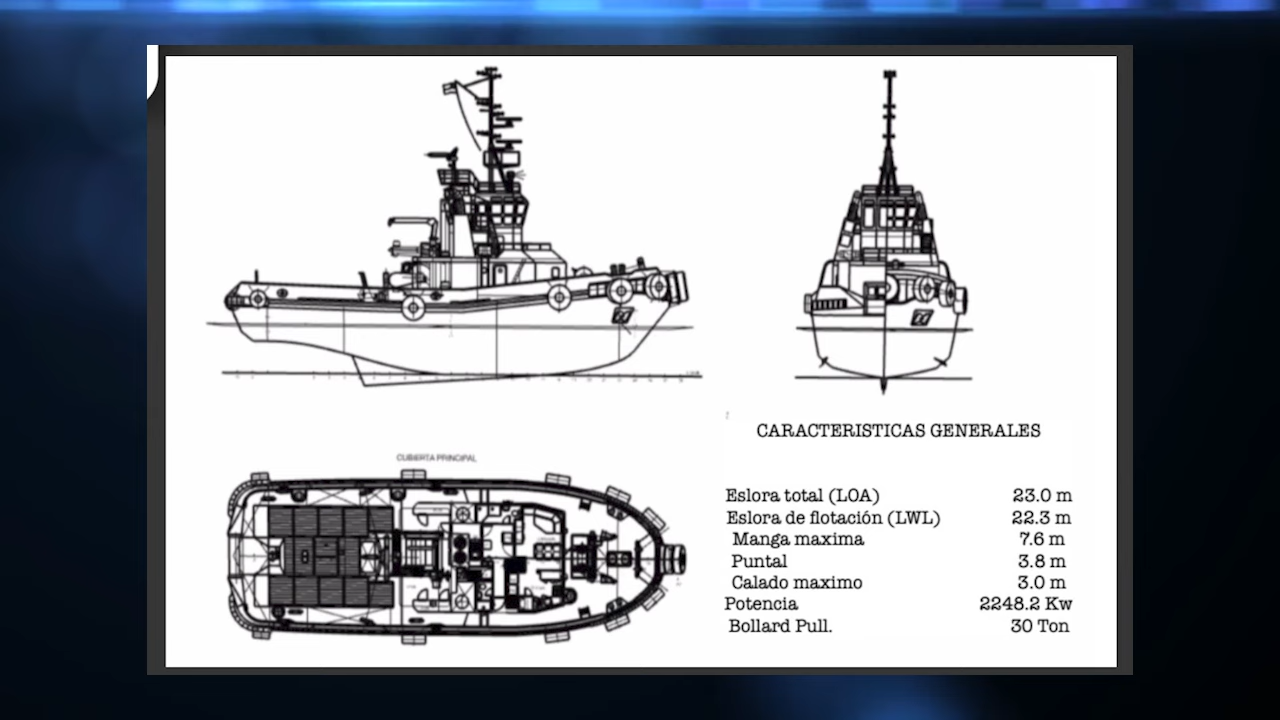 CUBIERTA PRINCIPAL
CARACTERISTICAS GENERALES
Eslora total (LOA) 23.0 m
Eslora de flotación (LWL) 22.3 m
Manga maxima 7.6 m
Puntal 3.8 m
Calado maximo 3.0 m
Potencia 2248.2 Kw
Bollard Pull. 30 Ton